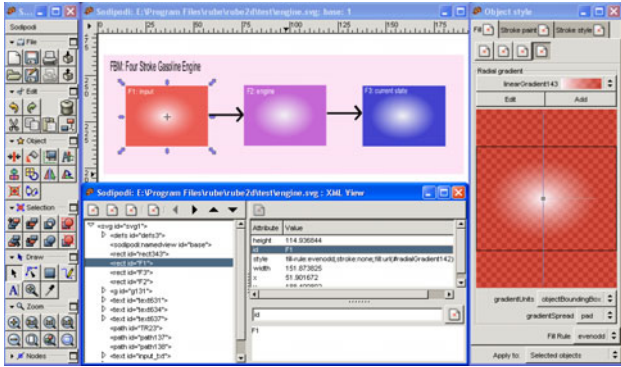 S...
Sodipodi
File
Edit
Object
Selection
Draw
Zoom
Nodes
Sodipodi: E:\Program Files\rube\rube2d\test\engine.svg: base: 1
FBM: Four Stroke Gasoline Engine
F1: input
F2: engine
F3: current state
Sodipodi: E:\Program Files\rube\rube2d\test\engine.svg : XML View
<svg id="svg1">
<defs id="defs3">
<sodipodi:namedview id="base">
<rect id="rect343">
<rect id="F1">
<rect id="F3">
<rect id="F2">
<g id="g131">
<text id="text631">
<text id="text634">
<text id="text637">
<path id="TR23">
<path id="path137">
<path id="path138">
<text id="input_txt">
Attribute Value
height 114.936844
id F1
style fill-rule:evenodd;stroke:none;fill:url(#radialGradient142)
width 151.873825
x 51.901672
id
F1
Object style
Fill Stroke paint Stroke style
Radial gradient
linearGradient143
Edit Add
gradientUnits objectBoundingBox
gradientSpread pad
Fill Rule evenodd
Apply to: Selected objects